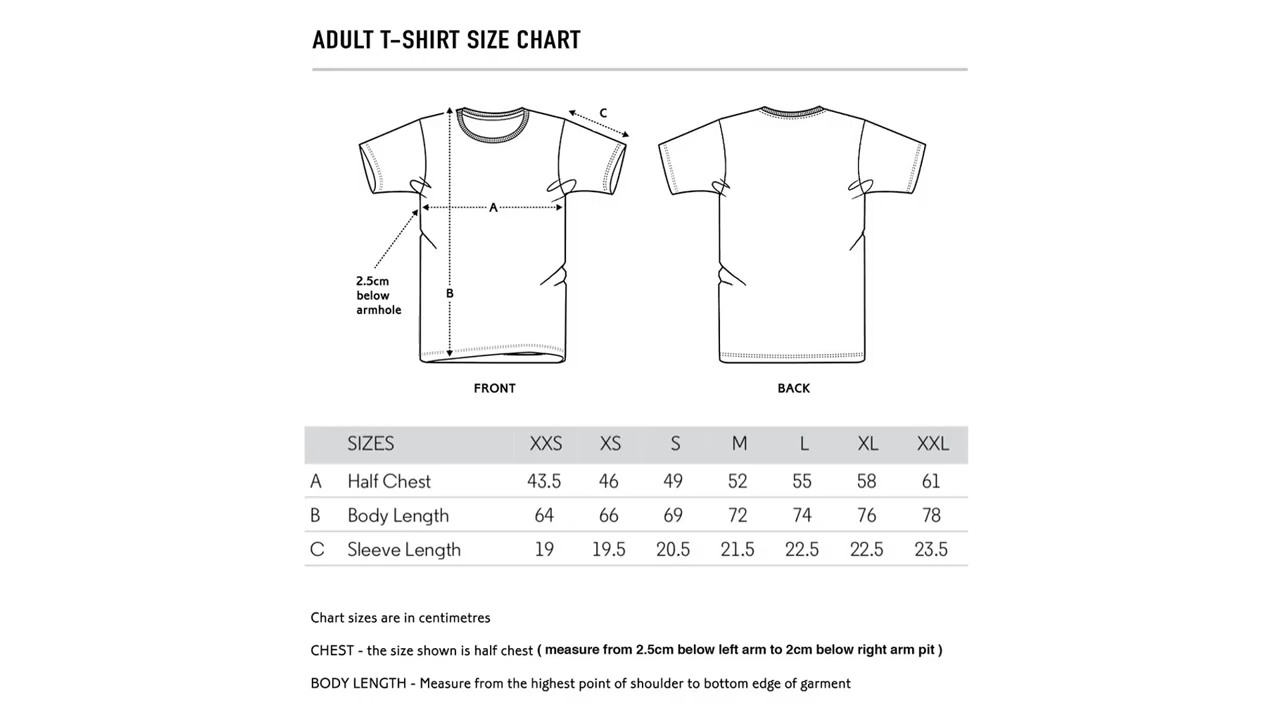 ADULT T-SHIRT SIZE CHART
C
A
2.5cm
below
armhole
B
FRONT
BACK
SIZES XXS XS S M L XL XXL
A Half Chest 43.5 46 49 52 55 58 61
B Body Length 64 66 69 72 74 76 78
C Sleeve Length 19 19.5 20.5 21.5 22.5 22.5 23.5
Chart sizes are in centimetres
CHEST - the size shown is half chest ( measure from 2.5cm below left arm to 2cm below right arm pit )
BODY LENGTH - Measure from the highest point of shoulder to bottom edge of garment